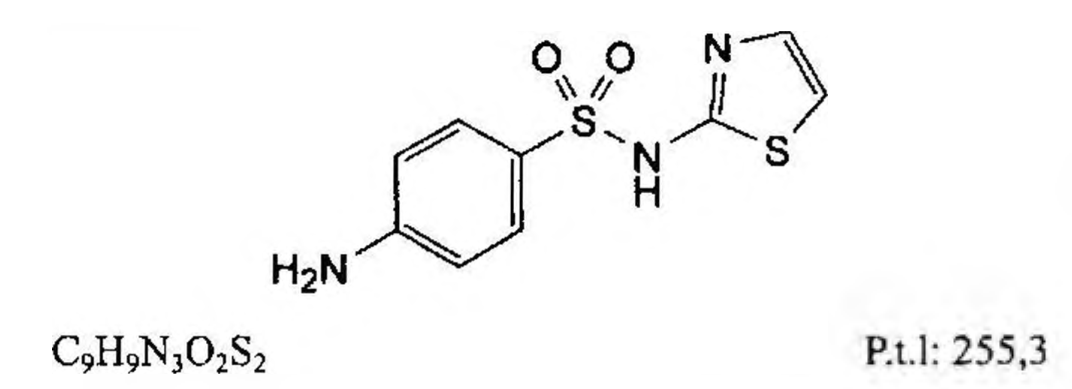 O O N
S N S
H
H₂N
C₉H₉N₃O₂S₂ P.t.l: 255,3